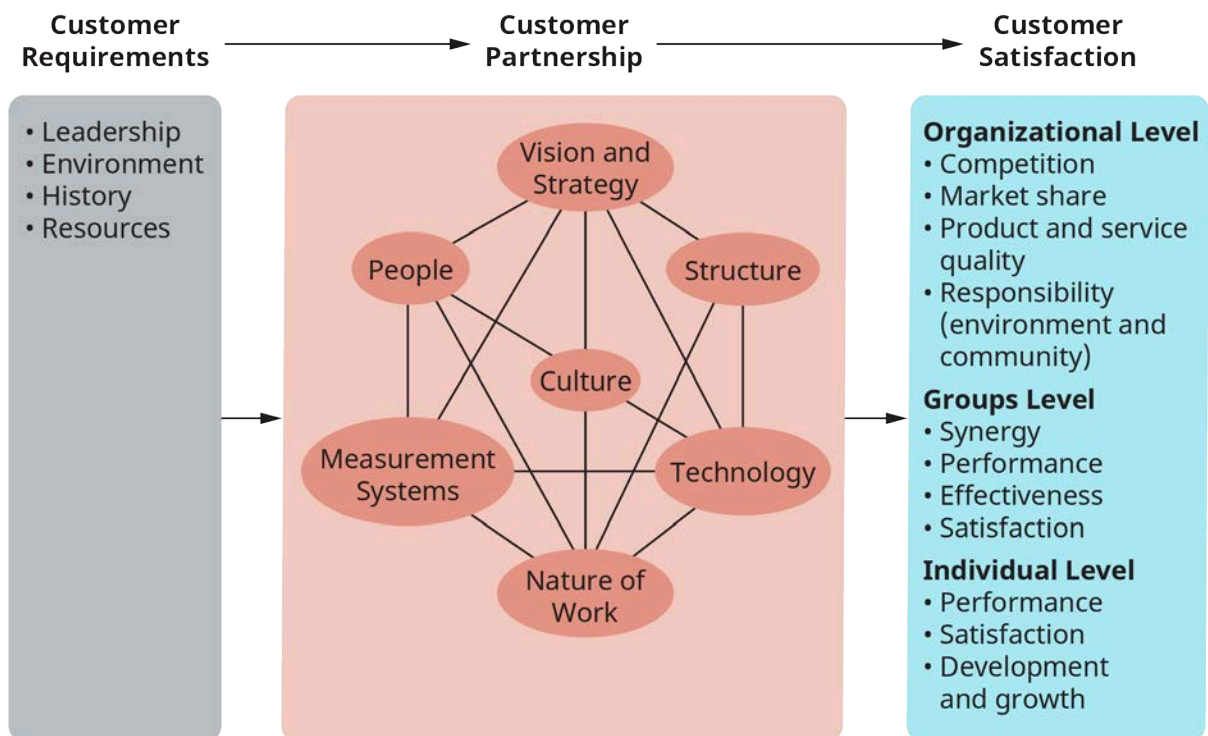 Customer
Requirements
Customer
Partnership
Customer
Satisfaction
• Leadership
• Environment
• History
• Resources
Vision and
Strategy
People
Structure
Culture
Measurement
Systems
Technology
Nature of
Work
Organizational Level
• Competition
• Market share
• Product and service
quality
• Responsibility
(environment and
community)
Groups Level
• Synergy
• Performance
• Effectiveness
• Satisfaction
Individual Level
• Performance
• Satisfaction
• Development
and growth